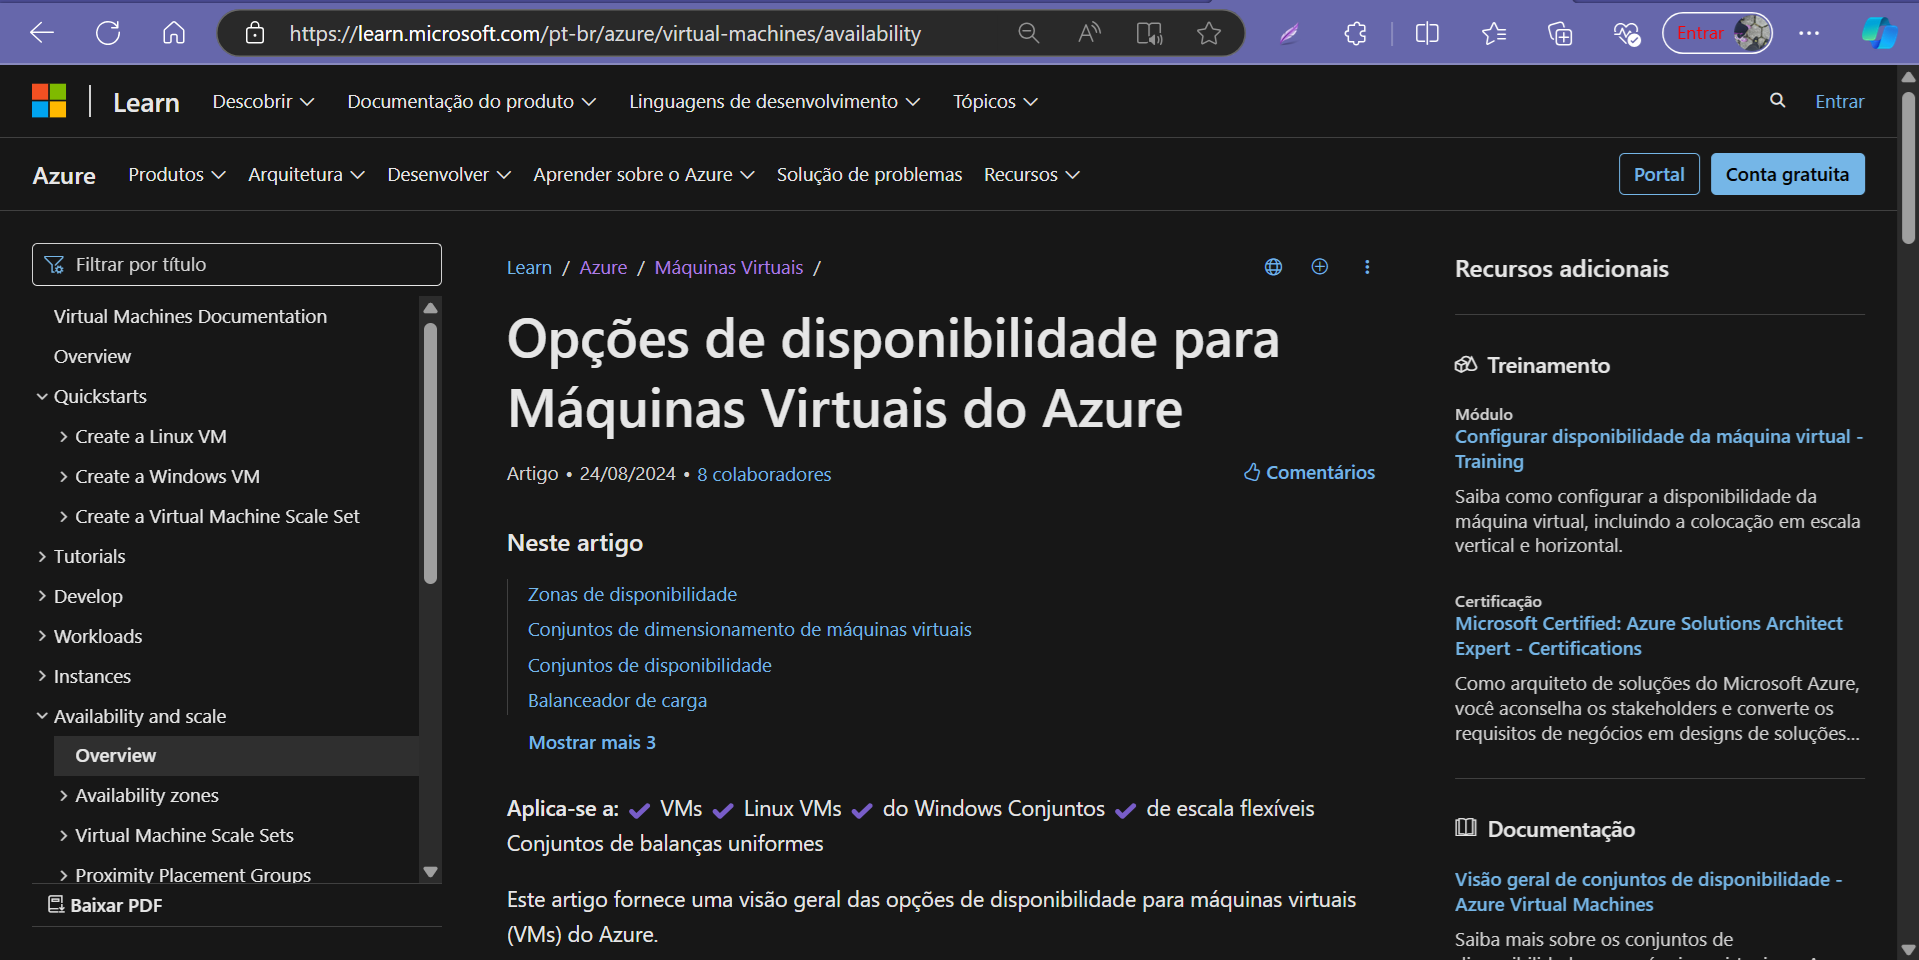 https://learn.microsoft.com/pt-br/azure/virtual-machines/availability
Entrar
Learn
Descobrir
Documentação do produto
Linguagens de desenvolvimento
Tópicos
Entrar
Azure
Produtos
Arquitetura
Desenvolver
Aprender sobre o Azure
Solução de problemas
Recursos
Portal
Conta gratuita
Filtrar por título
Virtual Machines Documentation
Overview
Quickstarts
Create a Linux VM
Create a Windows VM
Create a Virtual Machine Scale Set
Tutorials
Develop
Workloads
Instances
Availability and scale
Overview
Availability zones
Virtual Machine Scale Sets
Proximity Placement Groups
Baixar PDF
Learn / Azure / Máquinas Virtuais /
Opções de disponibilidade para
Máquinas Virtuais do Azure
Artigo • 24/08/2024 • 8 colaboradores
Comentários
Neste artigo
Zonas de disponibilidade
Conjuntos de dimensionamento de máquinas virtuais
Conjuntos de disponibilidade
Balanceador de carga
Mostrar mais 3
Aplica-se a: ✔ VMs ✔ Linux VMs ✔ do Windows Conjuntos ✔ de escala flexíveis
Conjuntos de balanças uniformes
Este artigo fornece uma visão geral das opções de disponibilidade para máquinas virtuais
(VMs) do Azure.
Recursos adicionais
Treinamento
Módulo
Configurar disponibilidade da máquina virtual -
Training
Saiba como configurar a disponibilidade da
máquina virtual, incluindo a colocação em escala
vertical e horizontal.
Certificação
Microsoft Certified: Azure Solutions Architect
Expert - Certifications
Como arquiteto de soluções do Microsoft Azure,
você aconselha os stakeholders e converte os
requisitos de negócios em designs de soluções...
Documentação
Visão geral de conjuntos de disponibilidade -
Azure Virtual Machines
Saiba mais sobre os conjuntos de